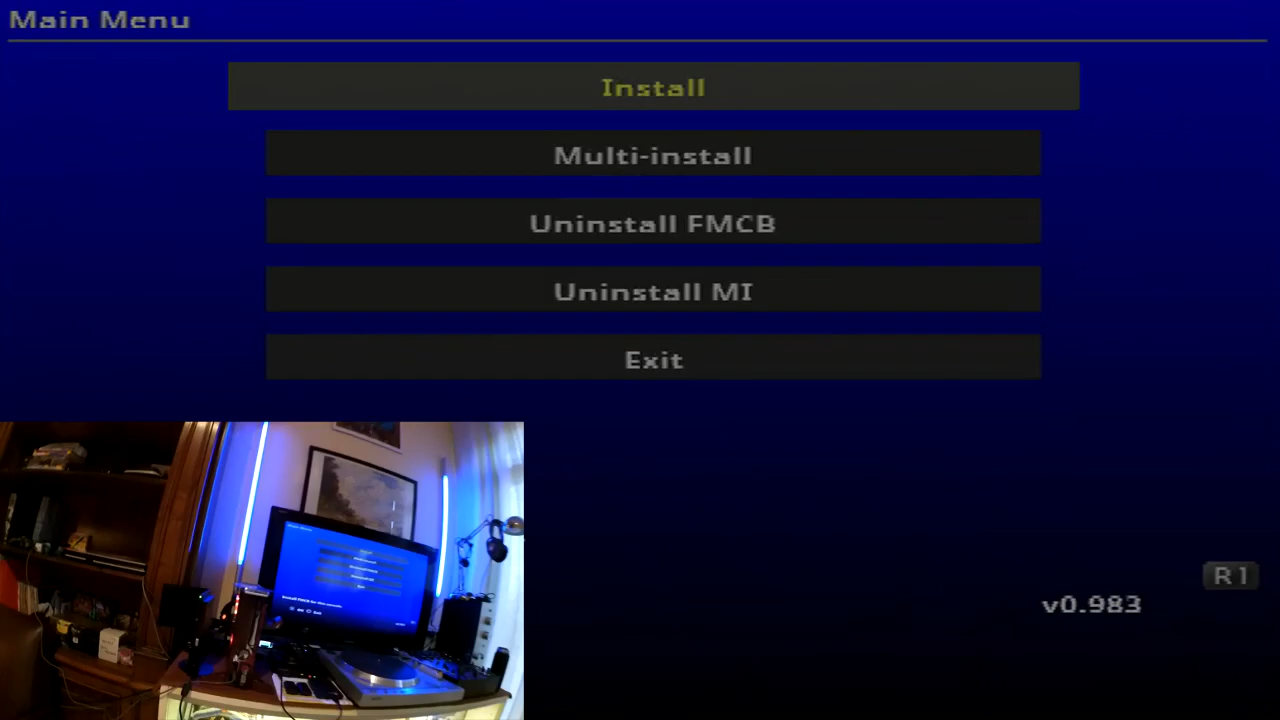 Main Menu
Install
Multi-install
Uninstall FMCB
Uninstall MI
Exit
R1
v0.983